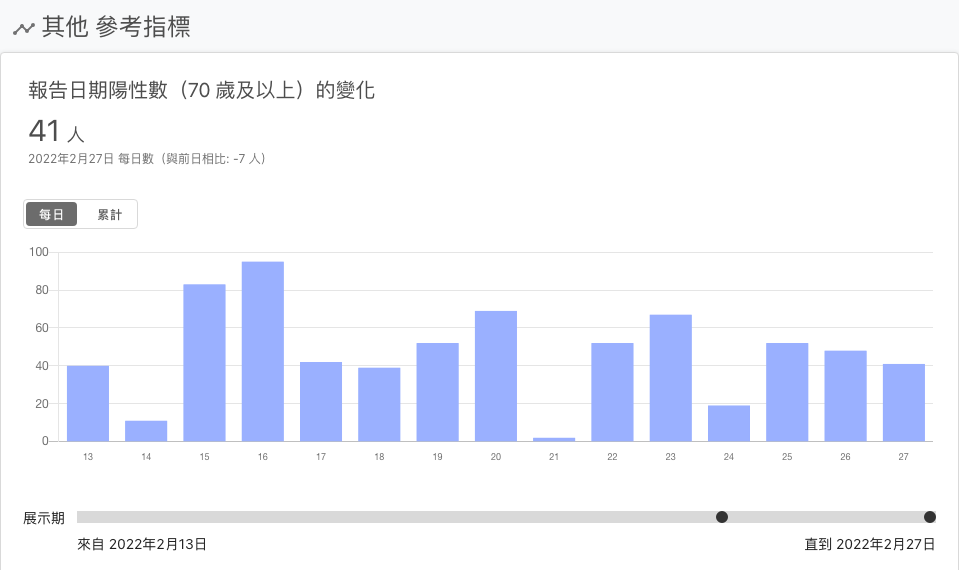 其他 參考指標
報告日期陽性數（70 歲及以上）的變化
41 人
2022年2月27日 每日數（與前日相比: -7 人）
每日 累計
100
80
60
40
20
0
13 14 15 16 17 18 19 20 21 22 23 24 25 26 27
展示期
來自 2022年2月13日 直到 2022年2月27日